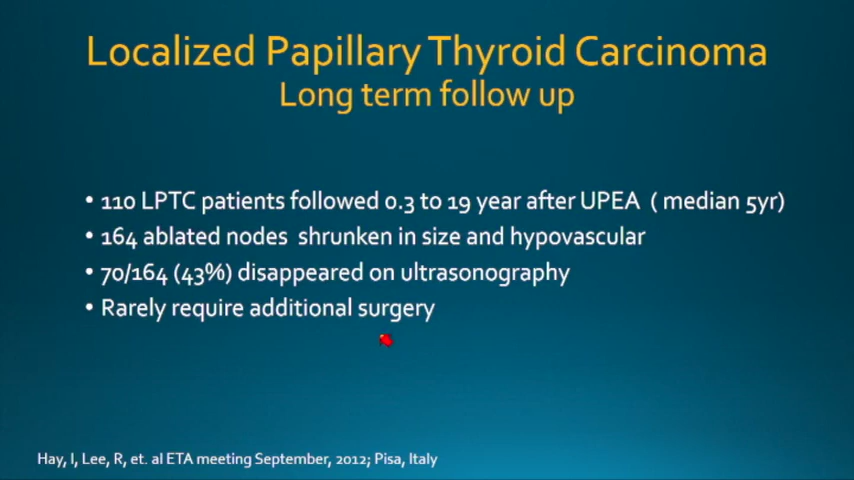 Localized Papillary Thyroid Carcinoma
Long term follow up
• 110 LPTC patients followed 0.3 to 19 year after UPEA ( median 5yr)
• 164 ablated nodes shrunken in size and hypovascular
• 70/164 (43%) disappeared on ultrasonography
• Rarely require additional surgery
Hay, I, Lee, R, et. al ETA meeting September, 2012; Pisa, Italy